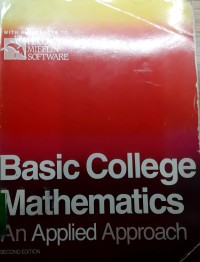 MIFFLIN
SOFTWARE
Basic College
Mathematics
An Applied Approach
SECOND EDITION